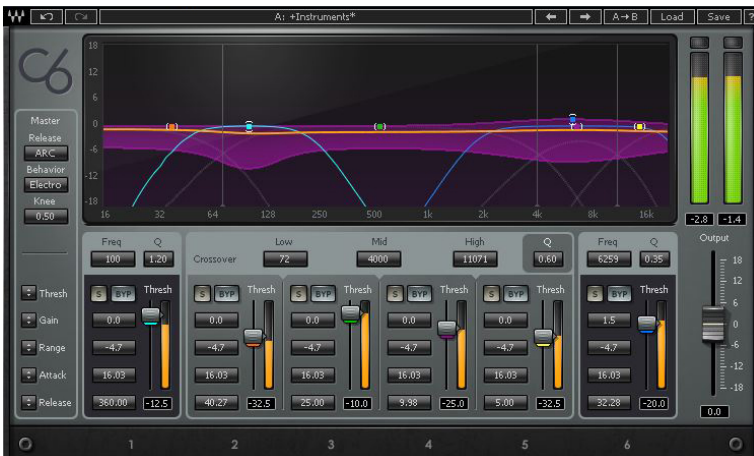 A: +Instruments*
A→B
Load
Save
?
C6
Master
Release
ARC
Behavior
Electro
Knee
0.50
18
12
6
0
-6
-12
-18
16 32 64 128 250 500 1k 2k 4k 8k 16k
-2.8 -1.4
Freq Q
100 1.20
Crossover
Low Mid High Q
72 4000 11071 0.60
Freq Q
6259 0.35
Output
Thresh
Gain
Range
Attack
Release
S BYP Thresh
0.0
-4.7
16.03
360.00 -12.5
S BYP Thresh
0.0
-4.7
16.03
40.27 -32.5
S BYP Thresh
0.0
-4.7
16.03
25.00 -10.0
S BYP Thresh
0.0
-4.7
16.03
9.98 -25.0
S BYP Thresh
0.0
-4.7
16.03
5.00 -32.5
S BYP Thresh
1.5
-4.7
16.03
32.28 -20.0
18
12
6
0
-6
-12
-18
0.0
1 2 3 4 5 6